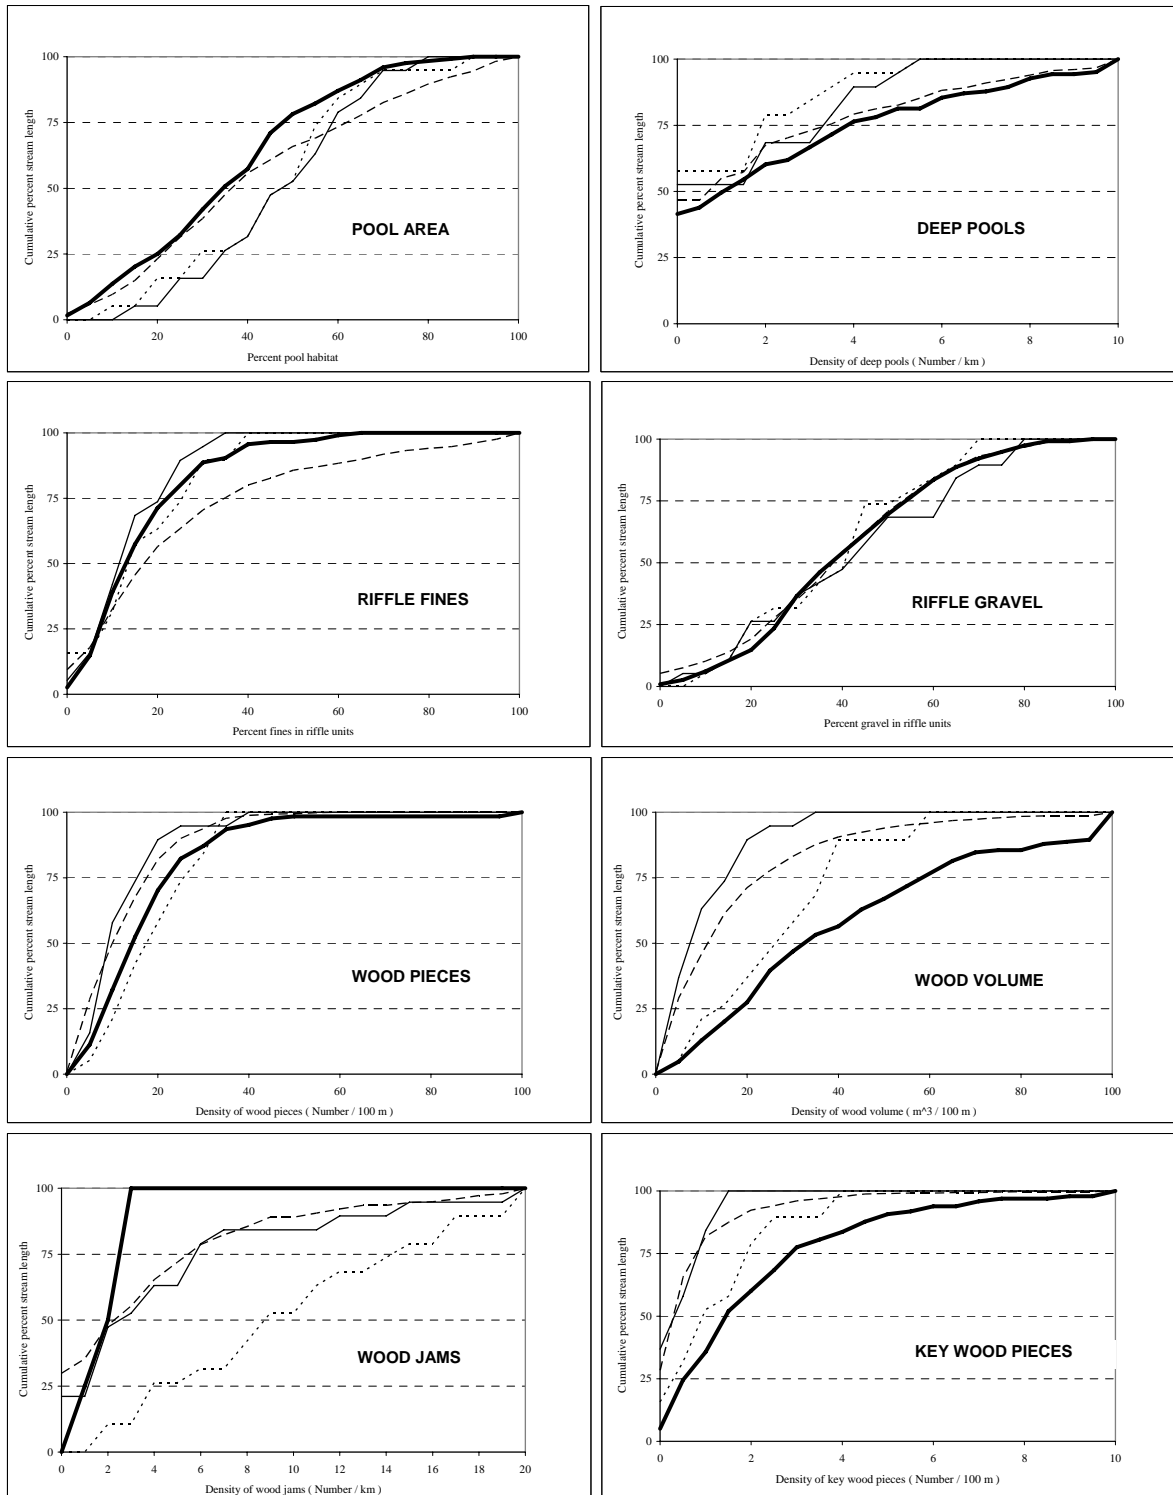 Cumulative percent stream length
100
75
50
25
0
POOL AREA
0 20 40 60 80 100
Percent pool habitat
Cumulative percent stream length
100
75
50
25
0
DEEP POOLS
0 2 4 6 8 10
Density of deep pools ( Number / km )
Cumulative percent stream length
100
75
50
25
0
RIFFLE FINES
0 20 40 60 80 100
Percent fines in riffle units
Cumulative percent stream length
100
75
50
25
0
RIFFLE GRAVEL
0 20 40 60 80 100
Percent gravel in riffle units
Cumulative percent stream length
100
75
50
25
0
WOOD PIECES
0 20 40 60 80 100
Density of wood pieces ( Number / 100 m )
Cumulative percent stream length
100
75
50
25
0
WOOD VOLUME
0 20 40 60 80 100
Density of wood volume ( m^3 / 100 m )
Cumulative percent stream length
100
75
50
25
0
WOOD JAMS
0 2 4 6 8 10 12 14 16 18 20
Density of wood jams ( Number / km )
Cumulative percent stream length
100
75
50
25
0
KEY WOOD PIECES
0 2 4 6 8 10
Density of key wood pieces ( Number / 100 m )